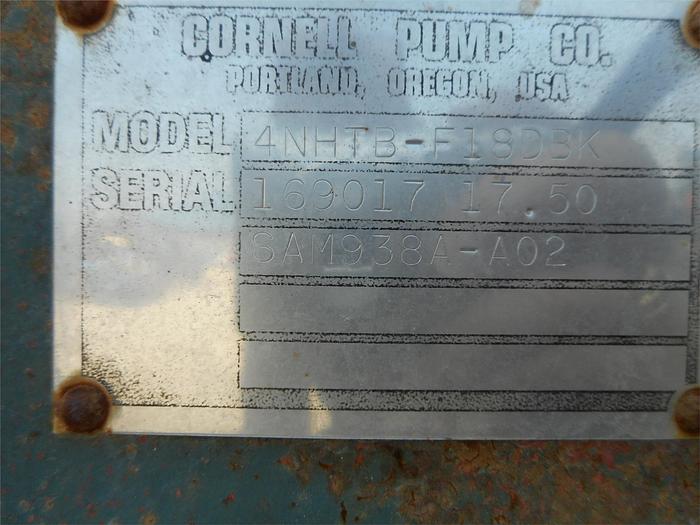 CORNELL PUMP CO.
PORTLAND, OREGON, USA
MODEL 4NHTB-F18DBK
SERIAL 169017 17.50
SAM938A-A02